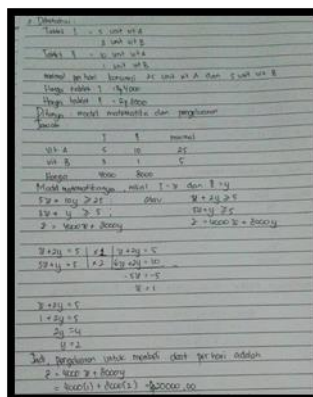 Diketahui:
Tablet I = 5 unit vit A
3 unit vit B
Tablet II = 10 unit vit A
1 unit vit B
minimal per hari konsumsi 25 unit vit A dan 5 unit vit B
Harga tablet I = Rp4000
Harga tablet II = Rp8000
Ditanya: model matematika dan pengeluaran
Jawab
I II minimal
Vit A 5 10 25
Vit B 3 1 5
Harga 4000 8000
Model matematikanya, misal I = x dan II = y
5x + 10y ≥ 25 atau x + 2y ≥ 5
3x + y ≥ 5 ; 3x + y ≥ 5
z = 4000x + 8000y z = 4000x + 8000y
x + 2y = 5 | x1 | x + 2y = 5
3x + y = 5 | x2 | 6x + 2y = 10 -
-5x = -5
x = 1
x + 2y = 5
1 + 2y = 5
2y = 4
y = 2
Jadi, pengeluaran untuk membeli obat per hari adalah
z = 4000 x + 8000y
= 4000(1) + 8000(2) = Rp20000,00